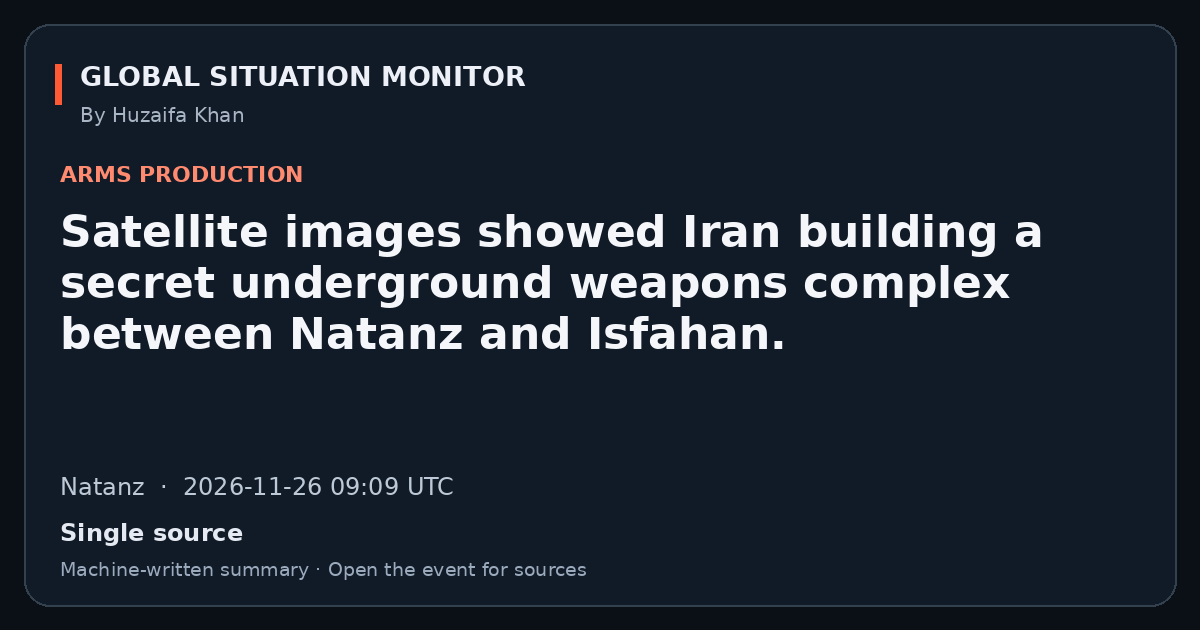 GLOBAL SITUATION MONITOR
By Huzaifa Khan
ARMS PRODUCTION
Satellite images showed Iran building a
secret underground weapons complex
between Natanz and Isfahan.
Natanz · 2026-11-26 09:09 UTC
Single source
Machine-written summary · Open the event for sources